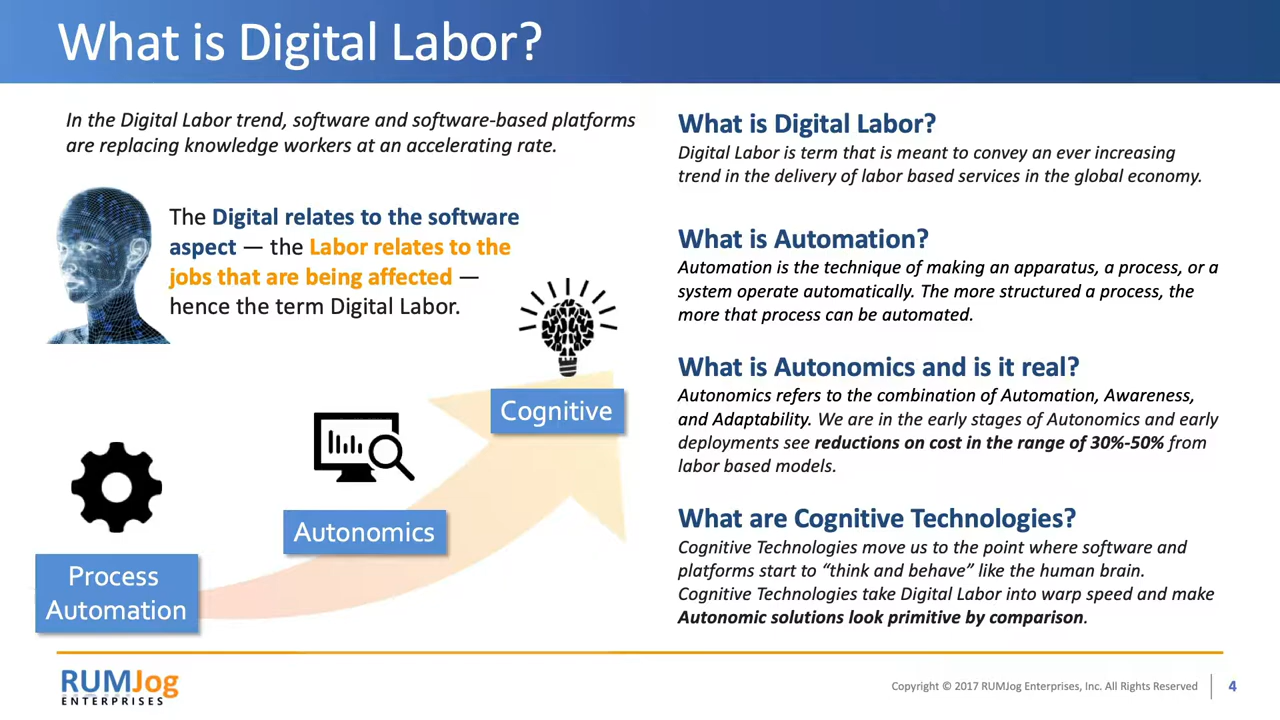 What is Digital Labor?
In the Digital Labor trend, software and software-based platforms
are replacing knowledge workers at an accelerating rate.
The Digital relates to the software
aspect — the Labor relates to the
jobs that are being affected —
hence the term Digital Labor.
Cognitive
Autonomics
Process
Automation
What is Digital Labor?
Digital Labor is term that is meant to convey an ever increasing
trend in the delivery of labor based services in the global economy.
What is Automation?
Automation is the technique of making an apparatus, a process, or a
system operate automatically. The more structured a process, the
more that process can be automated.
What is Autonomics and is it real?
Autonomics refers to the combination of Automation, Awareness,
and Adaptability. We are in the early stages of Autonomics and early
deployments see reductions on cost in the range of 30%-50% from
labor based models.
What are Cognitive Technologies?
Cognitive Technologies move us to the point where software and
platforms start to “think and behave” like the human brain.
Cognitive Technologies take Digital Labor into warp speed and make
Autonomic solutions look primitive by comparison.
RUMJog
ENTERPRISES
Copyright © 2017 RUMJog Enterprises, Inc. All Rights Reserved
4